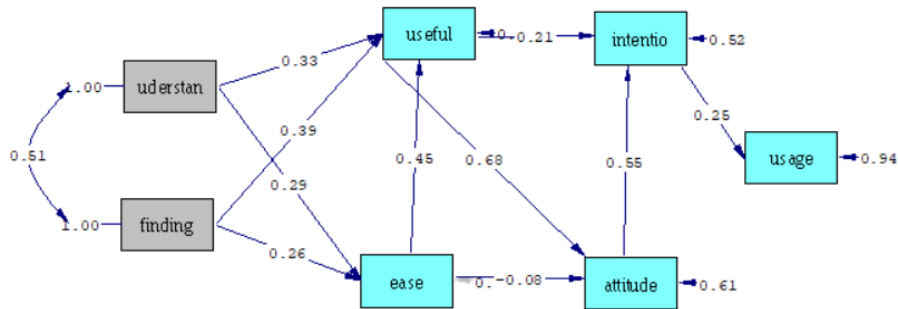 useful
0.21
intentio
0.52
0.33
1.00
uderstan
0.39
0.25
0.51
0.45
0.68
0.55
usage
0.94
0.29
1.00
finding
0.26
ease
0.
-0.08
attitude
0.61